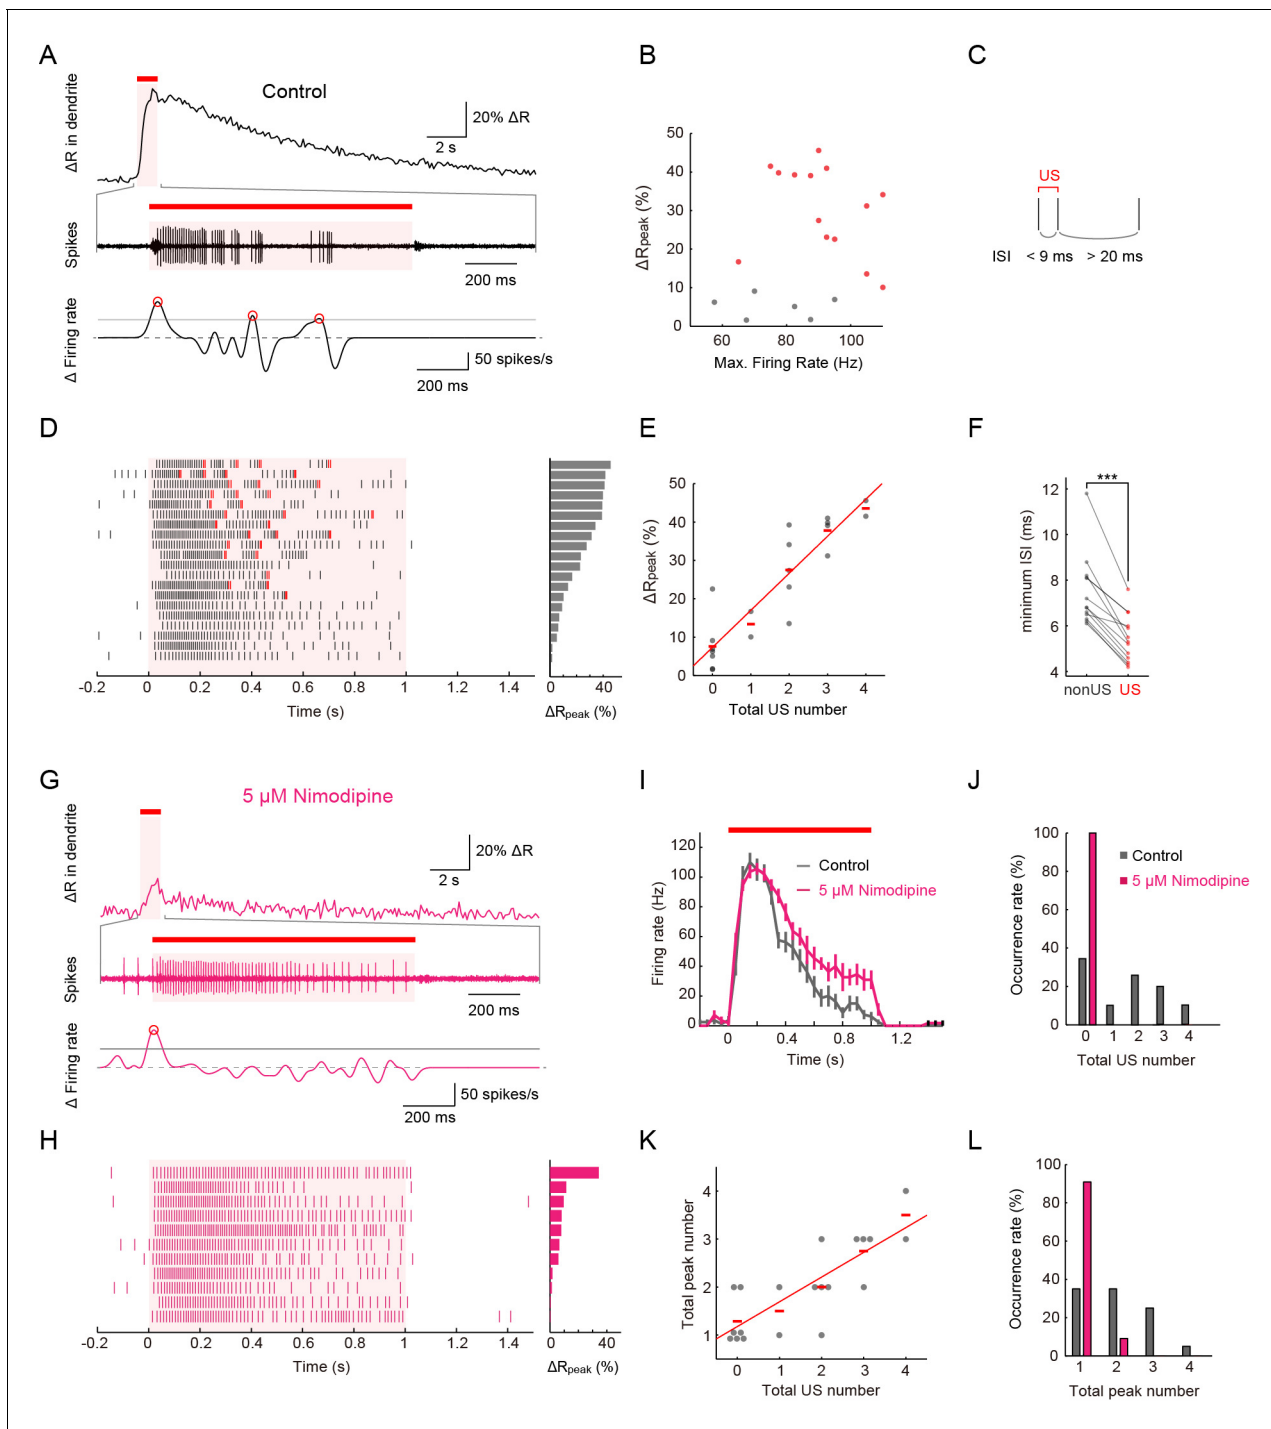 A
ΔR in dendrite
Control
20% ΔR
2 s
Spikes
200 ms
Δ Firing rate
50 spikes/s
200 ms
B
ΔRpeak (%)
50
40
30
20
10
0
60 80 100
Max. Firing Rate (Hz)
C
US
ISI < 9 ms > 20 ms
D
-0.2 0 0.2 0.4 0.6 0.8 1 1.2 1.4
Time (s)
0 40
ΔRpeak (%)
E
ΔRpeak (%)
50
40
30
20
10
0
0 1 2 3 4
Total US number
F
***
minimum ISI (ms)
12
10
8
6
4
nonUS US
G
5 µM Nimodipine
ΔR in dendrite
20% ΔR
2 s
Spikes
200 ms
Δ Firing rate
50 spikes/s
200 ms
H
-0.2 0 0.2 0.4 0.6 0.8 1 1.2 1.4
Time (s)
0 40
ΔRpeak (%)
I
Firing rate (Hz)
120
100
80
60
40
20
0
Control
5 µM Nimodipine
0 0.4 0.8 1.2
Time (s)
J
Occurrence rate (%)
100
80
60
40
20
0
Control
5 µM Nimodipine
0 1 2 3 4
Total US number
K
Total peak number
4
3
2
1
0 1 2 3 4
Total US number
L
Occurrence rate (%)
100
80
60
40
20
0
1 2 3 4
Total peak number